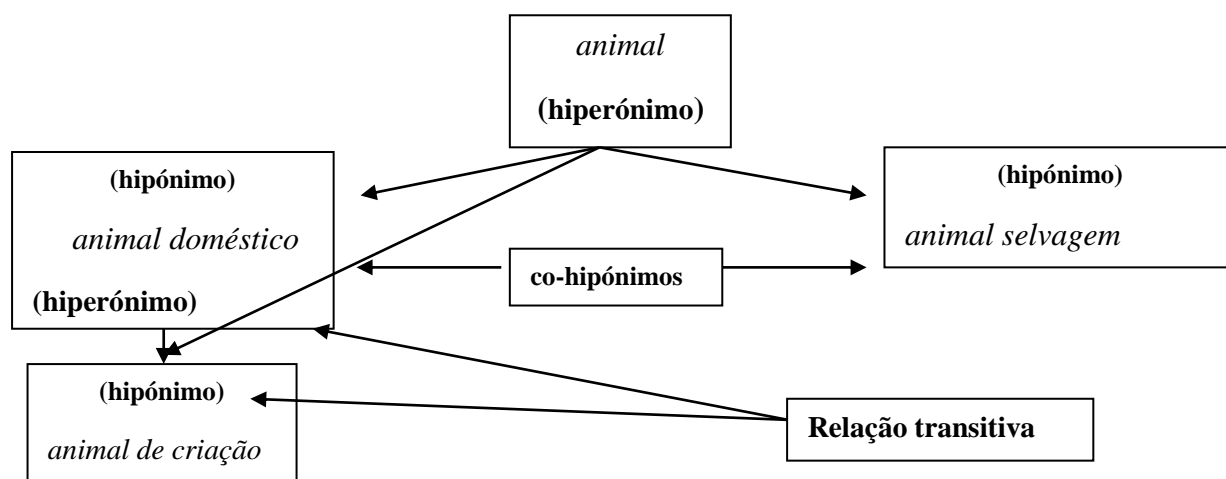 animal
(hiperónimo)
(hipónimo)
animal doméstico
(hiperónimo)
(hipónimo)
animal selvagem
co-hipónimos
(hipónimo)
animal de criação
Relação transitiva